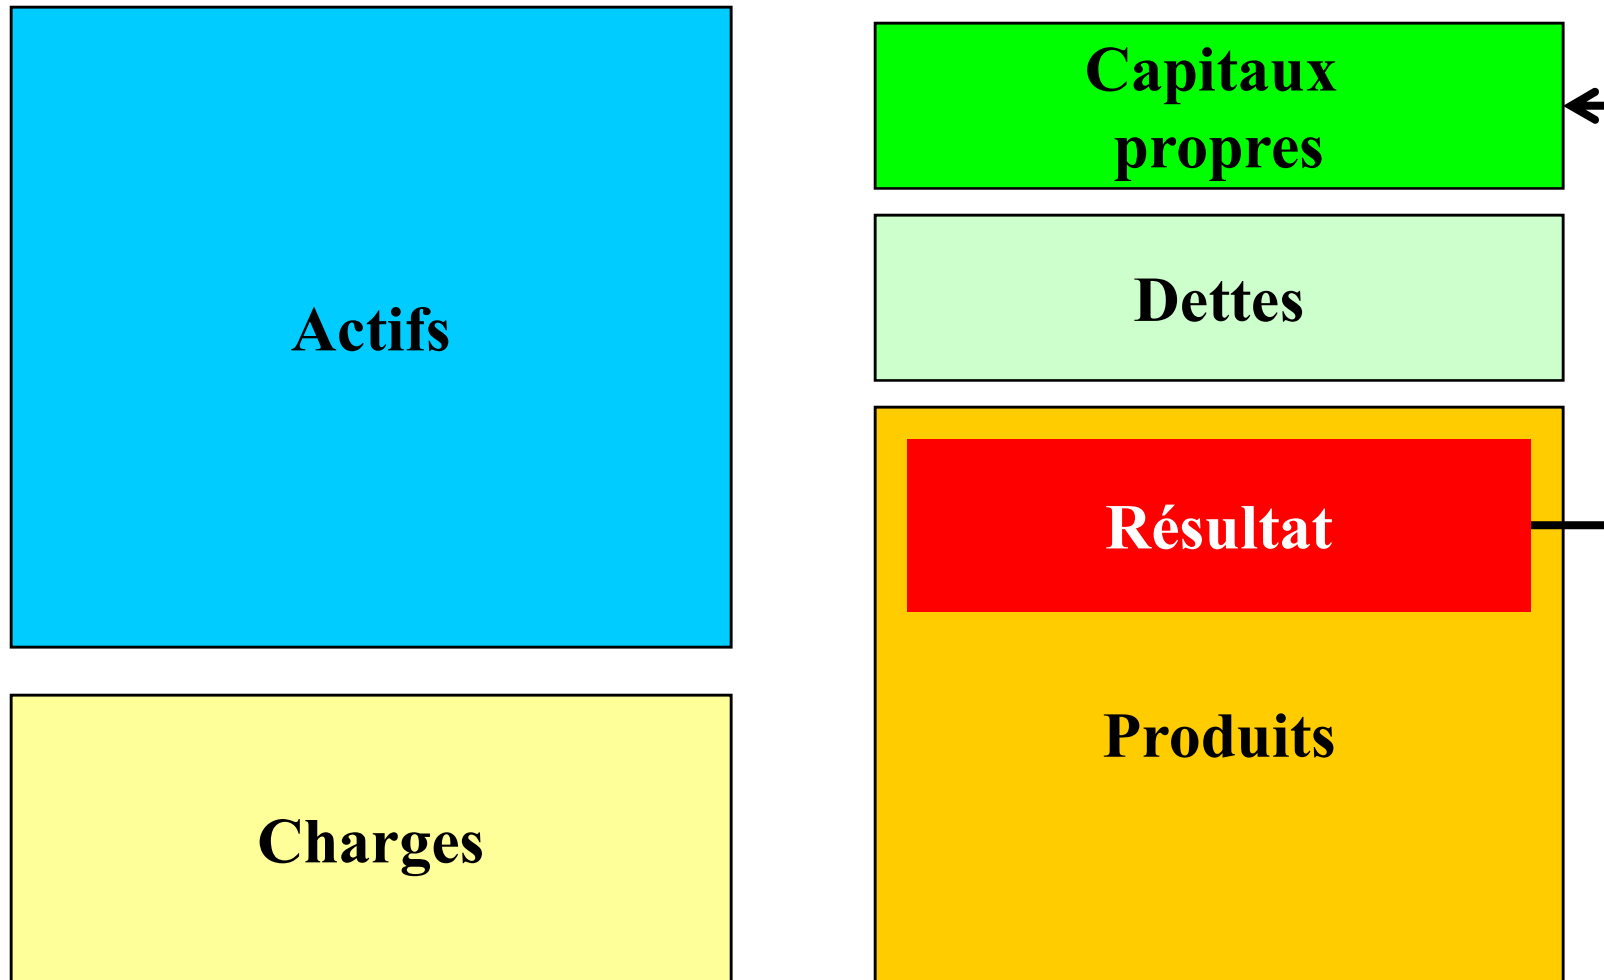 Actifs
Charges
Capitaux
propres
Dettes
Résultat
Produits